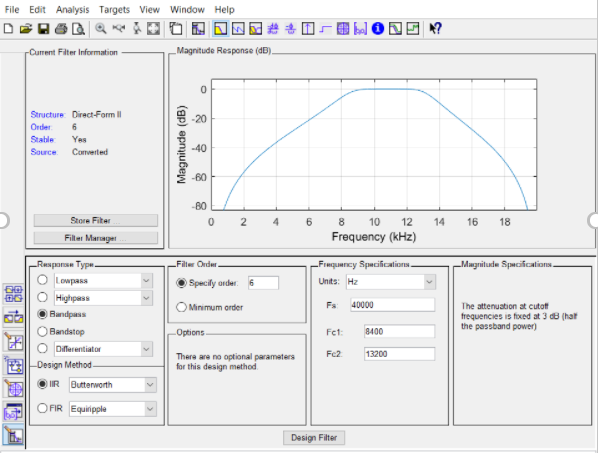 File Edit Analysis Targets View Window Help
Current Filter Information
Structure: Direct-Form II
Order: 6
Stable: Yes
Source: Converted
Store Filter ...
Filter Manager ...
Magnitude Response (dB)
0
-20
-40
-60
-80
Magnitude (dB)
0 2 4 6 8 10 12 14 16 18
Frequency (kHz)
Response Type
Lowpass
Highpass
Bandpass
Bandstop
Differentiator
Design Method
IIR Butterworth
FIR Equiripple
Filter Order
Specify order: 6
Minimum order
Options
There are no optional parameters
for this design method.
Frequency Specifications
Units: Hz
Fs: 40000
Fc1: 8400
Fc2: 13200
Magnitude Specifications
The attenuation at cutoff
frequencies is fixed at 3 dB (half
the passband power)
Design Filter